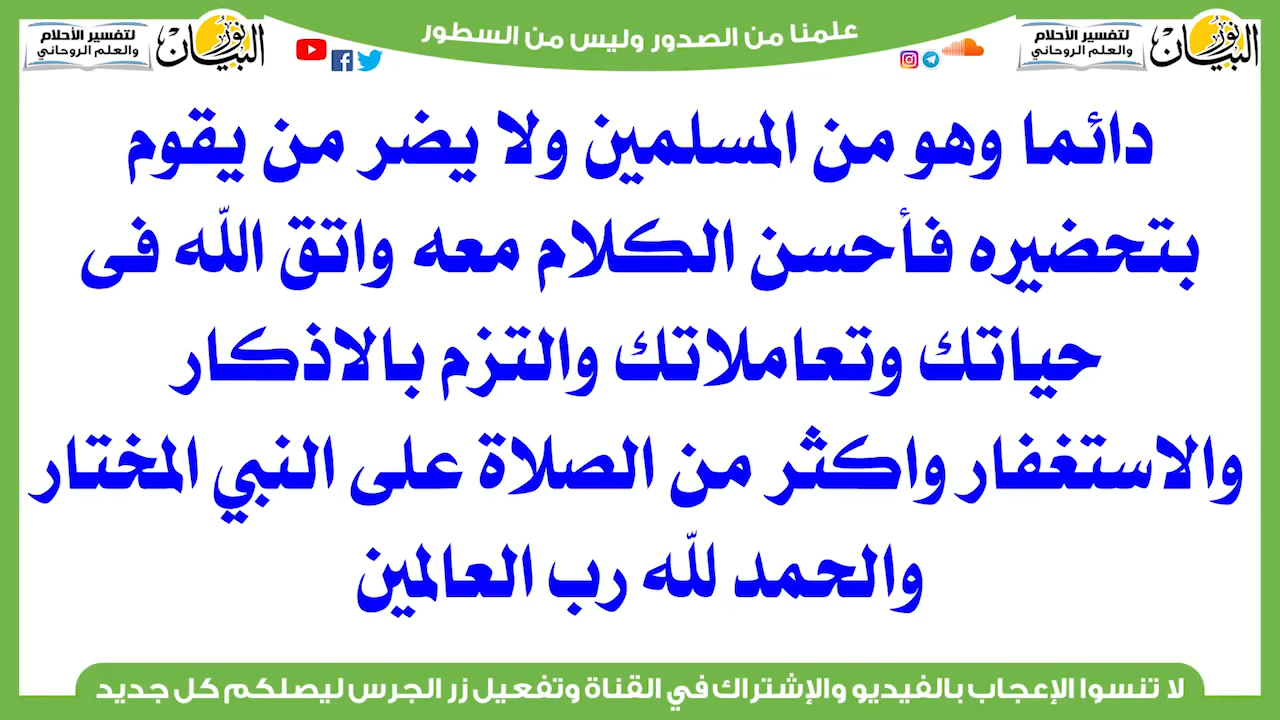 علمنا من الصدور وليس من السطور
نور البيان
لتفسير الأحلام
والعلم الروحاني
نور البيان
لتفسير الأحلام
والعلم الروحاني
دائما وهو من المسلمين ولا يضر من يقوم
بتحضيره فأحسن الكلام معه واتق الله فى
حياتك وتعاملاتك والتزم بالاذكار
والاستغفار واكثر من الصلاة على النبي المختار
والحمد لله رب العالمين
لا تنسوا الإعجاب بالفيديو والإشتراك في القناة وتفعيل زر الجرس ليصلكم كل جديد